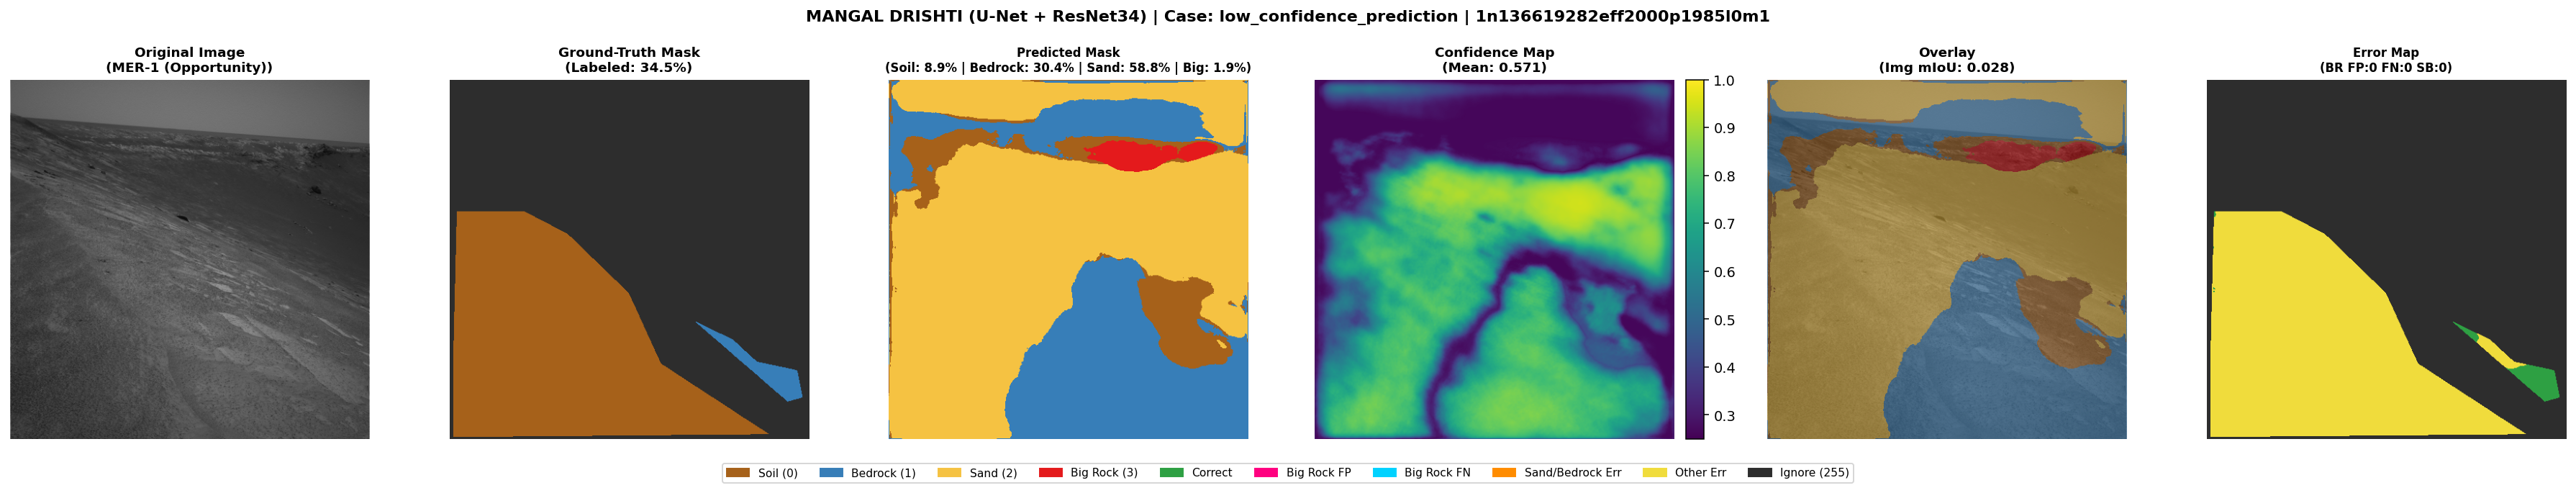 MANGAL DRISHTI (U-Net + ResNet34) | Case: low_confidence_prediction | 1n136619282eff2000p1985l0m1
Original Image
(MER-1 (Opportunity))
Ground-Truth Mask
(Labeled: 34.5%)
Predicted Mask
(Soil: 8.9% | Bedrock: 30.4% | Sand: 58.8% | Big: 1.9%)
Confidence Map
(Mean: 0.571)
1.0
0.9
0.8
0.7
0.6
0.5
0.4
0.3
Overlay
(Img mIoU: 0.028)
Error Map
(BR FP:0 FN:0 SB:0)
Soil (0) Bedrock (1) Sand (2) Big Rock (3) Correct Big Rock FP Big Rock FN Sand/Bedrock Err Other Err Ignore (255)